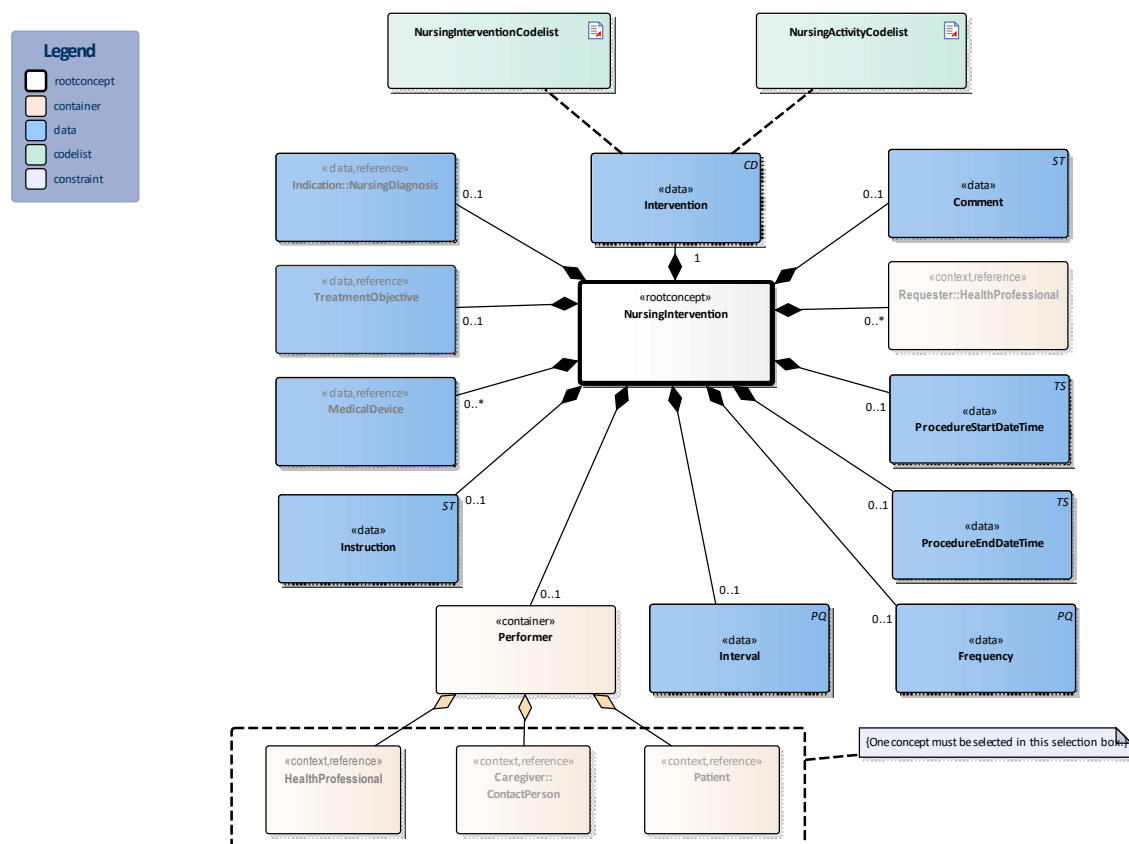 Legend
rootconcept
container
data
codelist
constraint
NursingInterventionCodelist
NursingActivityCodelist
«data,reference»
Indication::NursingDiagnosis
0..1
CD
«data»
Intervention
1
ST
«data»
Comment
0..1
«data,reference»
TreatmentObjective
0..1
«rootconcept»
NursingIntervention
«context,reference»
Requester::HealthProfessional
0..*
«data,reference»
MedicalDevice
0..*
TS
«data»
ProcedureStartDateTime
0..1
ST
«data»
Instruction
0..1
TS
«data»
ProcedureEndDateTime
0..1
0..1
«container»
Performer
0..1
PQ
«data»
Interval
0..1
PQ
«data»
Frequency
{One concept must be selected in this selection box.}
«context,reference»
HealthProfessional
«context,reference»
Caregiver::
ContactPerson
«context,reference»
Patient